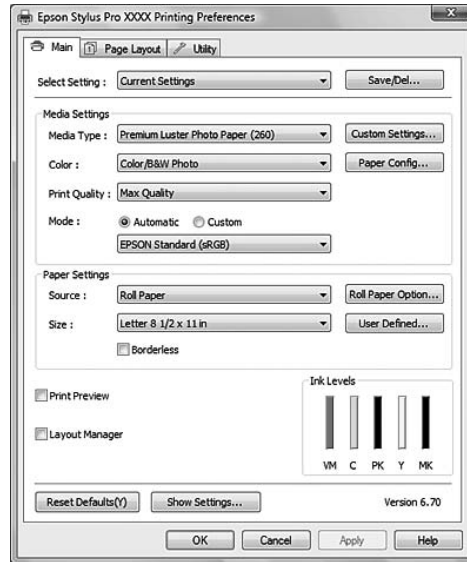 Epson Stylus Pro XXXX Printing Preferences
Main
Page Layout
Utility
Select Setting : Current Settings Save/Del...
Media Settings
Media Type : Premium Luster Photo Paper (260) Custom Settings...
Color : Color/B&W Photo Paper Config...
Print Quality : Max Quality
Mode : Automatic Custom
EPSON Standard (sRGB)
Paper Settings
Source : Roll Paper Roll Paper Option...
Size : Letter 8 1/2 x 11 in User Defined...
Borderless
Print Preview
Layout Manager
Ink Levels
VM C PK Y MK
Reset Defaults(Y) Show Settings... Version 6.70
OK Cancel Apply Help